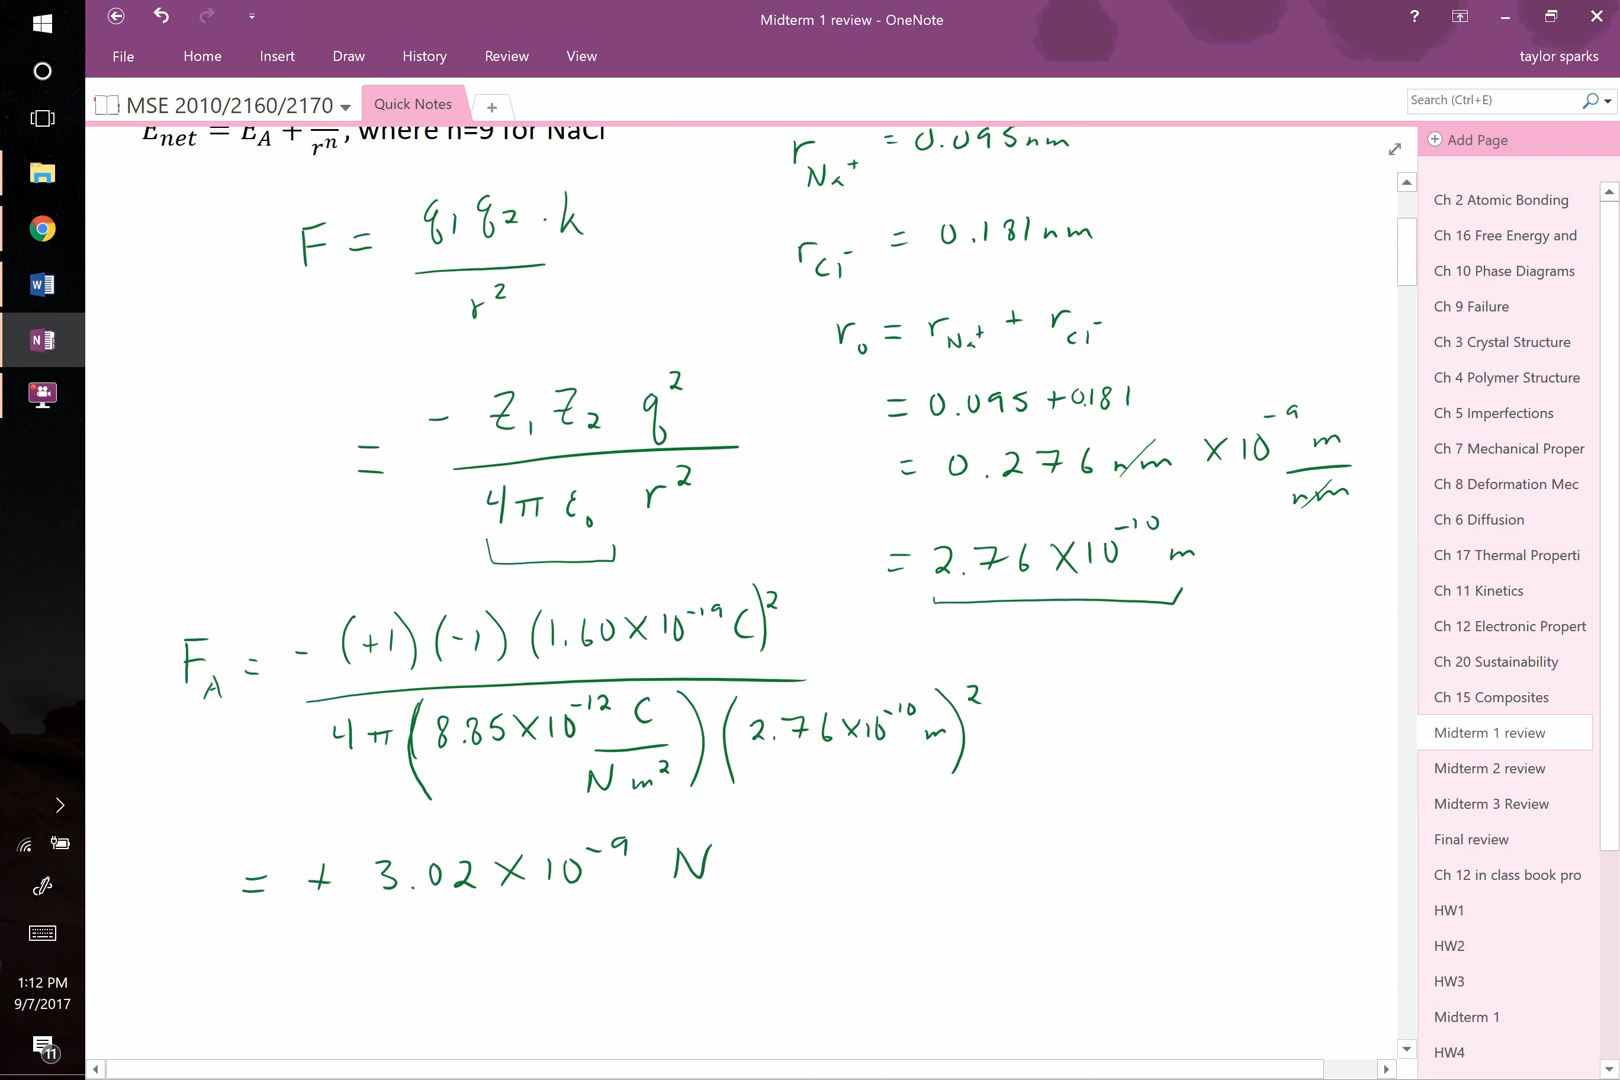 Midterm 1 review - OneNote
?
File Home Insert Draw History Review View
taylor sparks
MSE 2010/2160/2170
Quick Notes
+
Search (Ctrl+E)
E_net = E_A + /r^n, where n=9 for NaCl
F = q₁ q₂ · k / r²
= - Z₁ Z₂ q² / 4π ε₀ r²
F_A = - (+1) (-1) (1.60 × 10⁻¹⁹ C)² / 4π (8.85 × 10⁻¹² C / N m²) (2.76 × 10⁻¹⁰ m)²
= + 3.02 × 10⁻⁹ N
r_Na⁺ = 0.095 nm
r_Cl⁻ = 0.181 nm
r₀ = r_Na⁺ + r_Cl⁻
= 0.095 + 0.181
= 0.276 nm × 10⁻⁹ m / nm
= 2.76 × 10⁻¹⁰ m
Add Page
Ch 2 Atomic Bonding
Ch 16 Free Energy and
Ch 10 Phase Diagrams
Ch 9 Failure
Ch 3 Crystal Structure
Ch 4 Polymer Structure
Ch 5 Imperfections
Ch 7 Mechanical Proper
Ch 8 Deformation Mec
Ch 6 Diffusion
Ch 17 Thermal Properti
Ch 11 Kinetics
Ch 12 Electronic Propert
Ch 20 Sustainability
Ch 15 Composites
Midterm 1 review
Midterm 2 review
Midterm 3 Review
Final review
Ch 12 in class book pro
HW1
HW2
HW3
Midterm 1
HW4
1:12 PM
9/7/2017
11